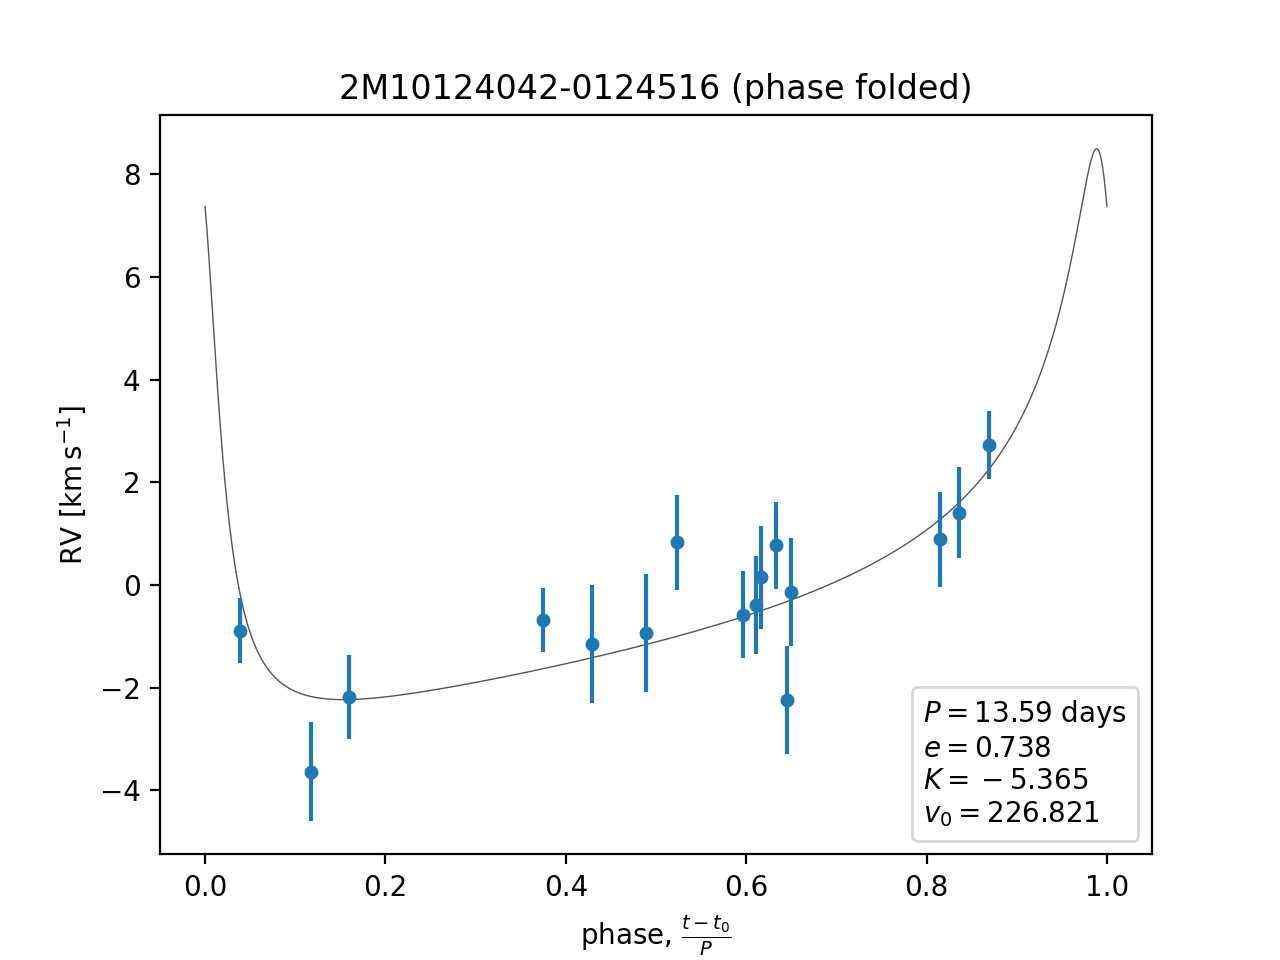 2M10124042-0124516 (phase folded)
RV [km s⁻¹]
8
6
4
2
0
−2
−4
P = 13.59 days
e = 0.738
K = − 5.365
v₀ = 226.821
0.0 0.2 0.4 0.6 0.8 1.0
phase, (t − t₀)/P